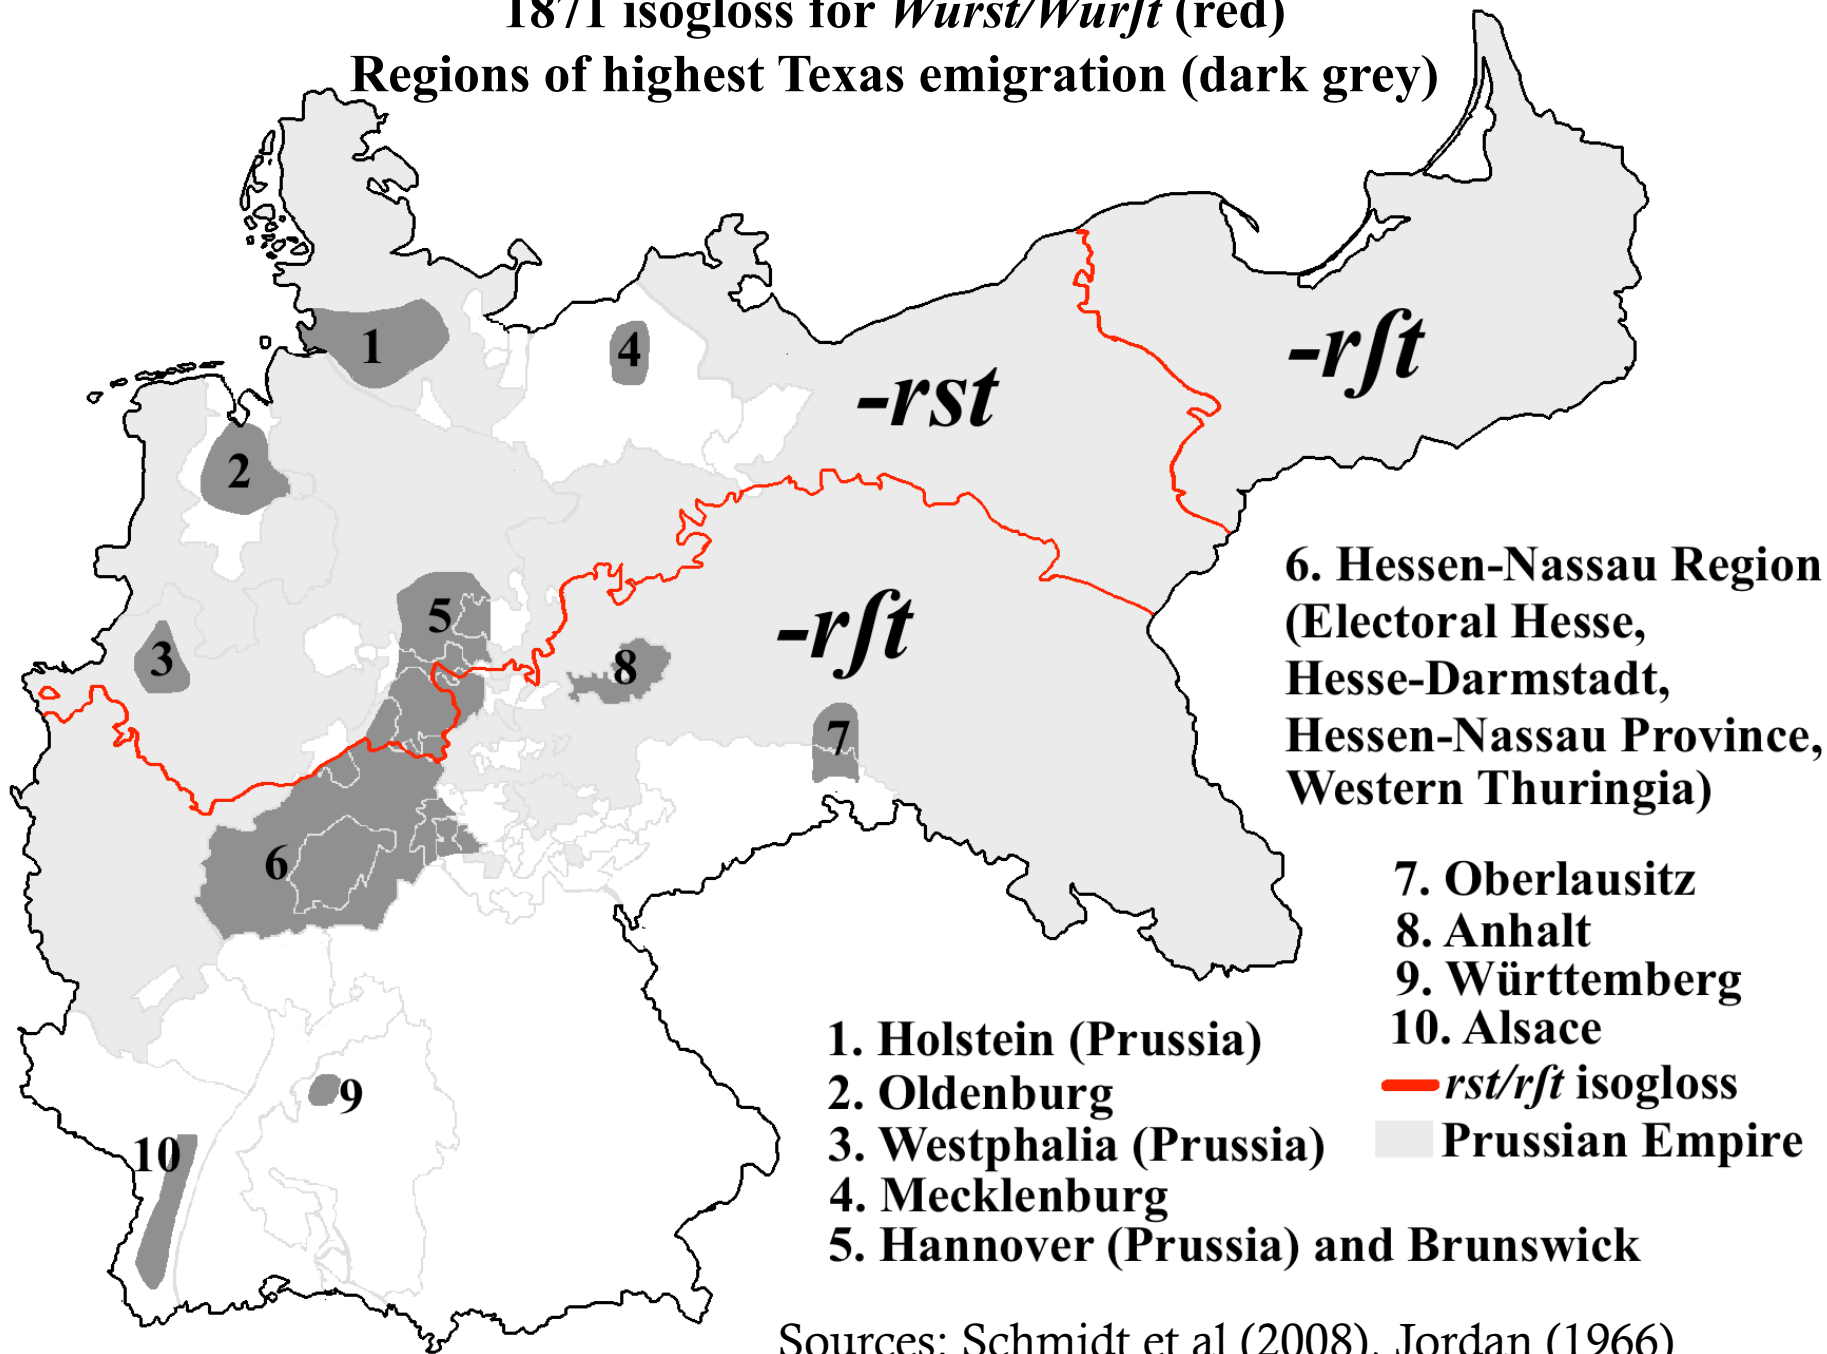 1871 isogloss for Wurst/Wurʃt (red)
Regions of highest Texas emigration (dark grey)
1
4
-rst
-rʃt
2
5
3
8
-rʃt
7
6
9
10
6. Hessen-Nassau Region
(Electoral Hesse,
Hesse-Darmstadt,
Hessen-Nassau Province,
Western Thuringia)
7. Oberlausitz
8. Anhalt
9. Württemberg
10. Alsace
rst/rʃt isogloss
Prussian Empire
1. Holstein (Prussia)
2. Oldenburg
3. Westphalia (Prussia)
4. Mecklenburg
5. Hannover (Prussia) and Brunswick
Sources: Schmidt et al (2008), Jordan (1966)